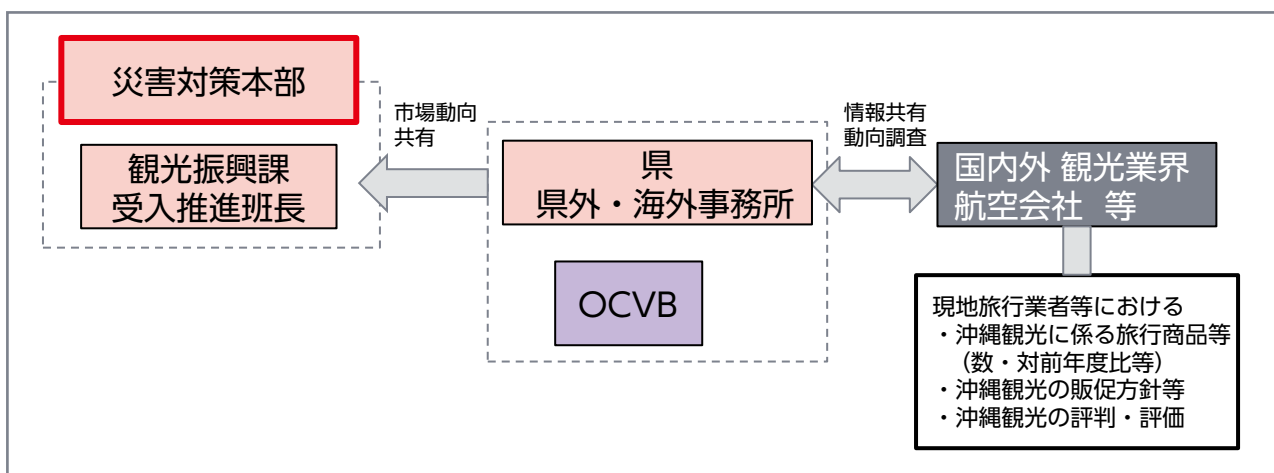 災害対策本部
観光振興課
受入推進班長
市場動向
共有
県
県外・海外事務所
OCVB
情報共有
動向調査
国内外 観光業界
航空会社 等
現地旅行業者等における
・沖縄観光に係る旅行商品等
（数・対前年度比等）
・沖縄観光の販促方針等
・沖縄観光の評判・評価